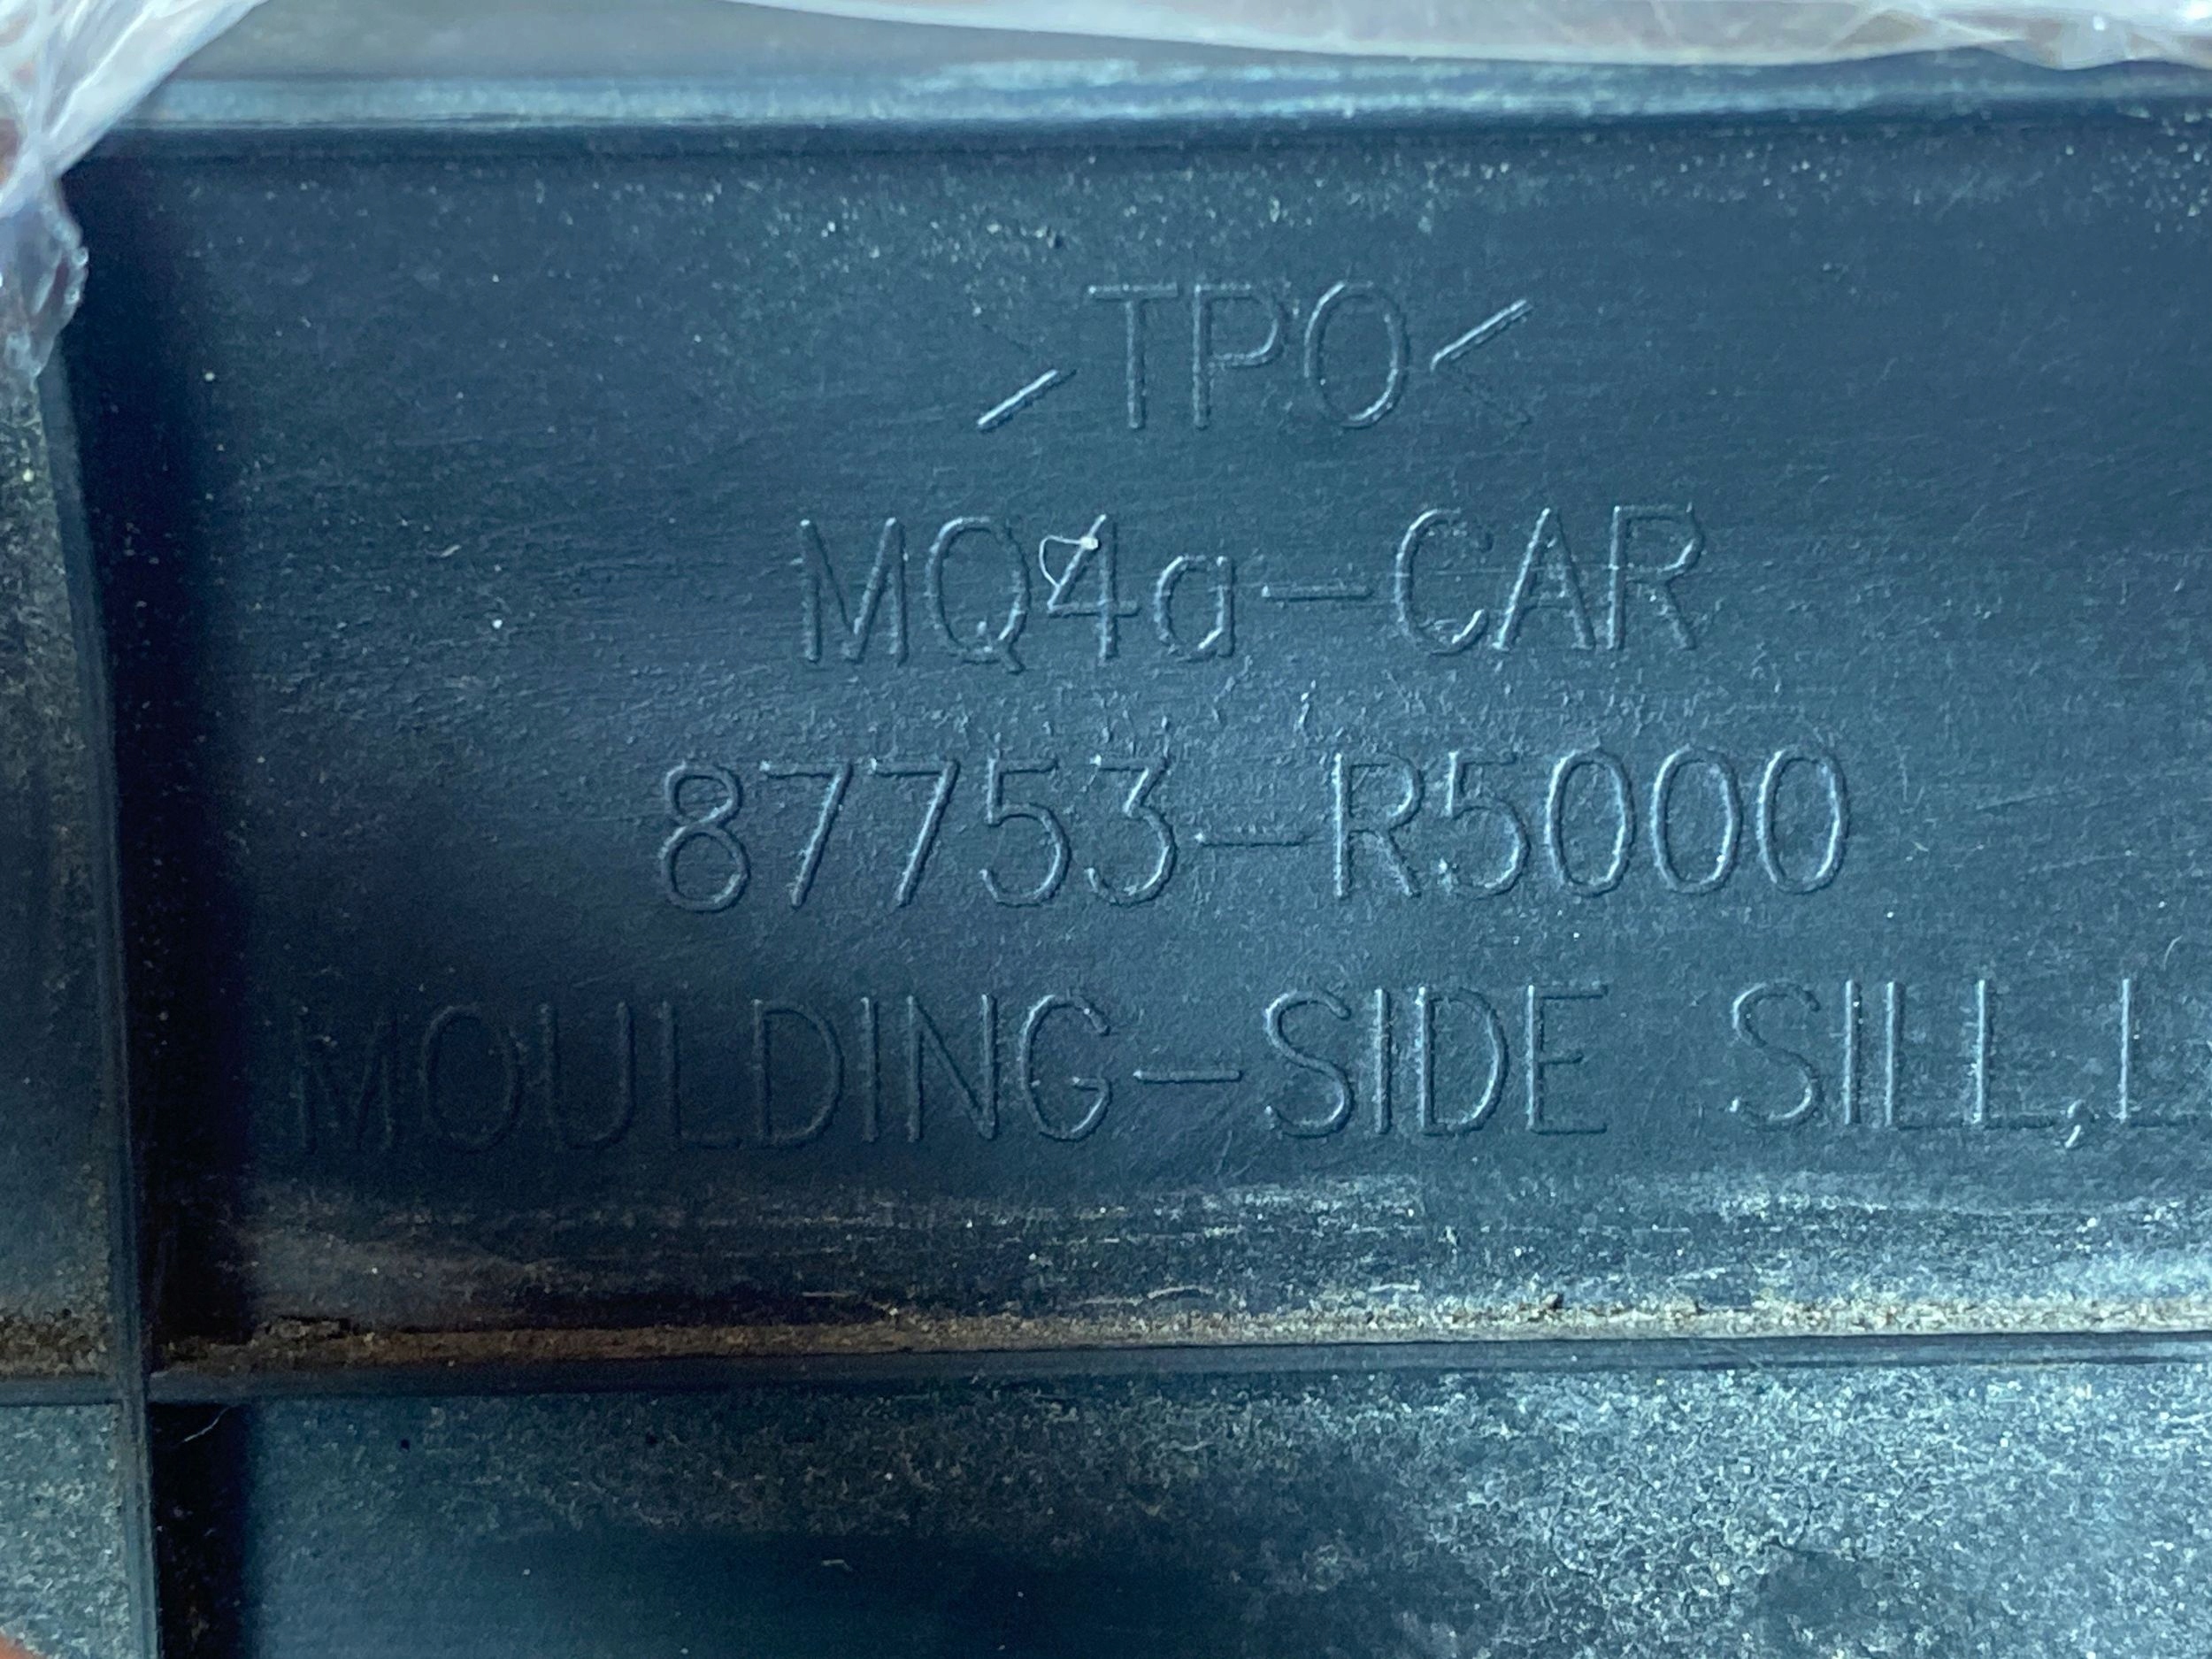 >TPO<
MQ4a-CAR
87753-R5000
MOULDING-SIDE SILL,L